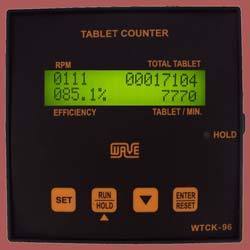 TABLET COUNTER
RPM TOTAL TABLET
0111 00017104
085.1% 7770
EFFICIENCY TABLET / MIN.
HOLD
WAVE
SET RUN HOLD ENTER RESET
WTCK-96